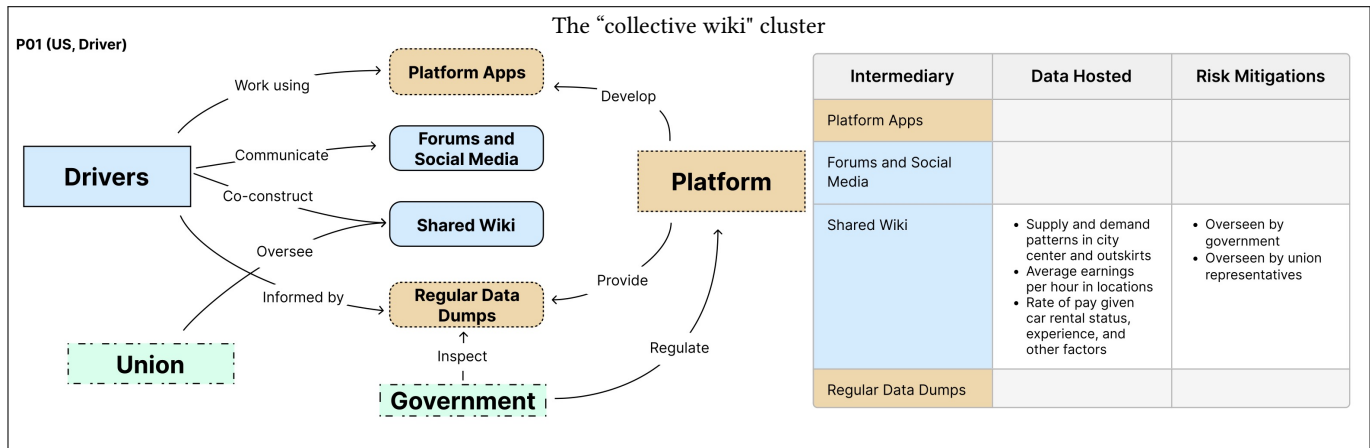 The “collective wiki" cluster
P01 (US, Driver)
Work using
Platform Apps
Develop
Communicate
Forums and
Social Media
Drivers
Co-construct
Platform
Shared Wiki
Oversee
Informed by
Regular Data
Dumps
Provide
Union
Inspect
Regulate
Government
Intermediary
Data Hosted
Risk Mitigations
Platform Apps
Forums and Social
Media
Shared Wiki
• Supply and demand
patterns in city
center and outskirts
• Average earnings
per hour in locations
• Rate of pay given
car rental status,
experience, and
other factors
• Overseen by
government
• Overseen by union
representatives
Regular Data Dumps